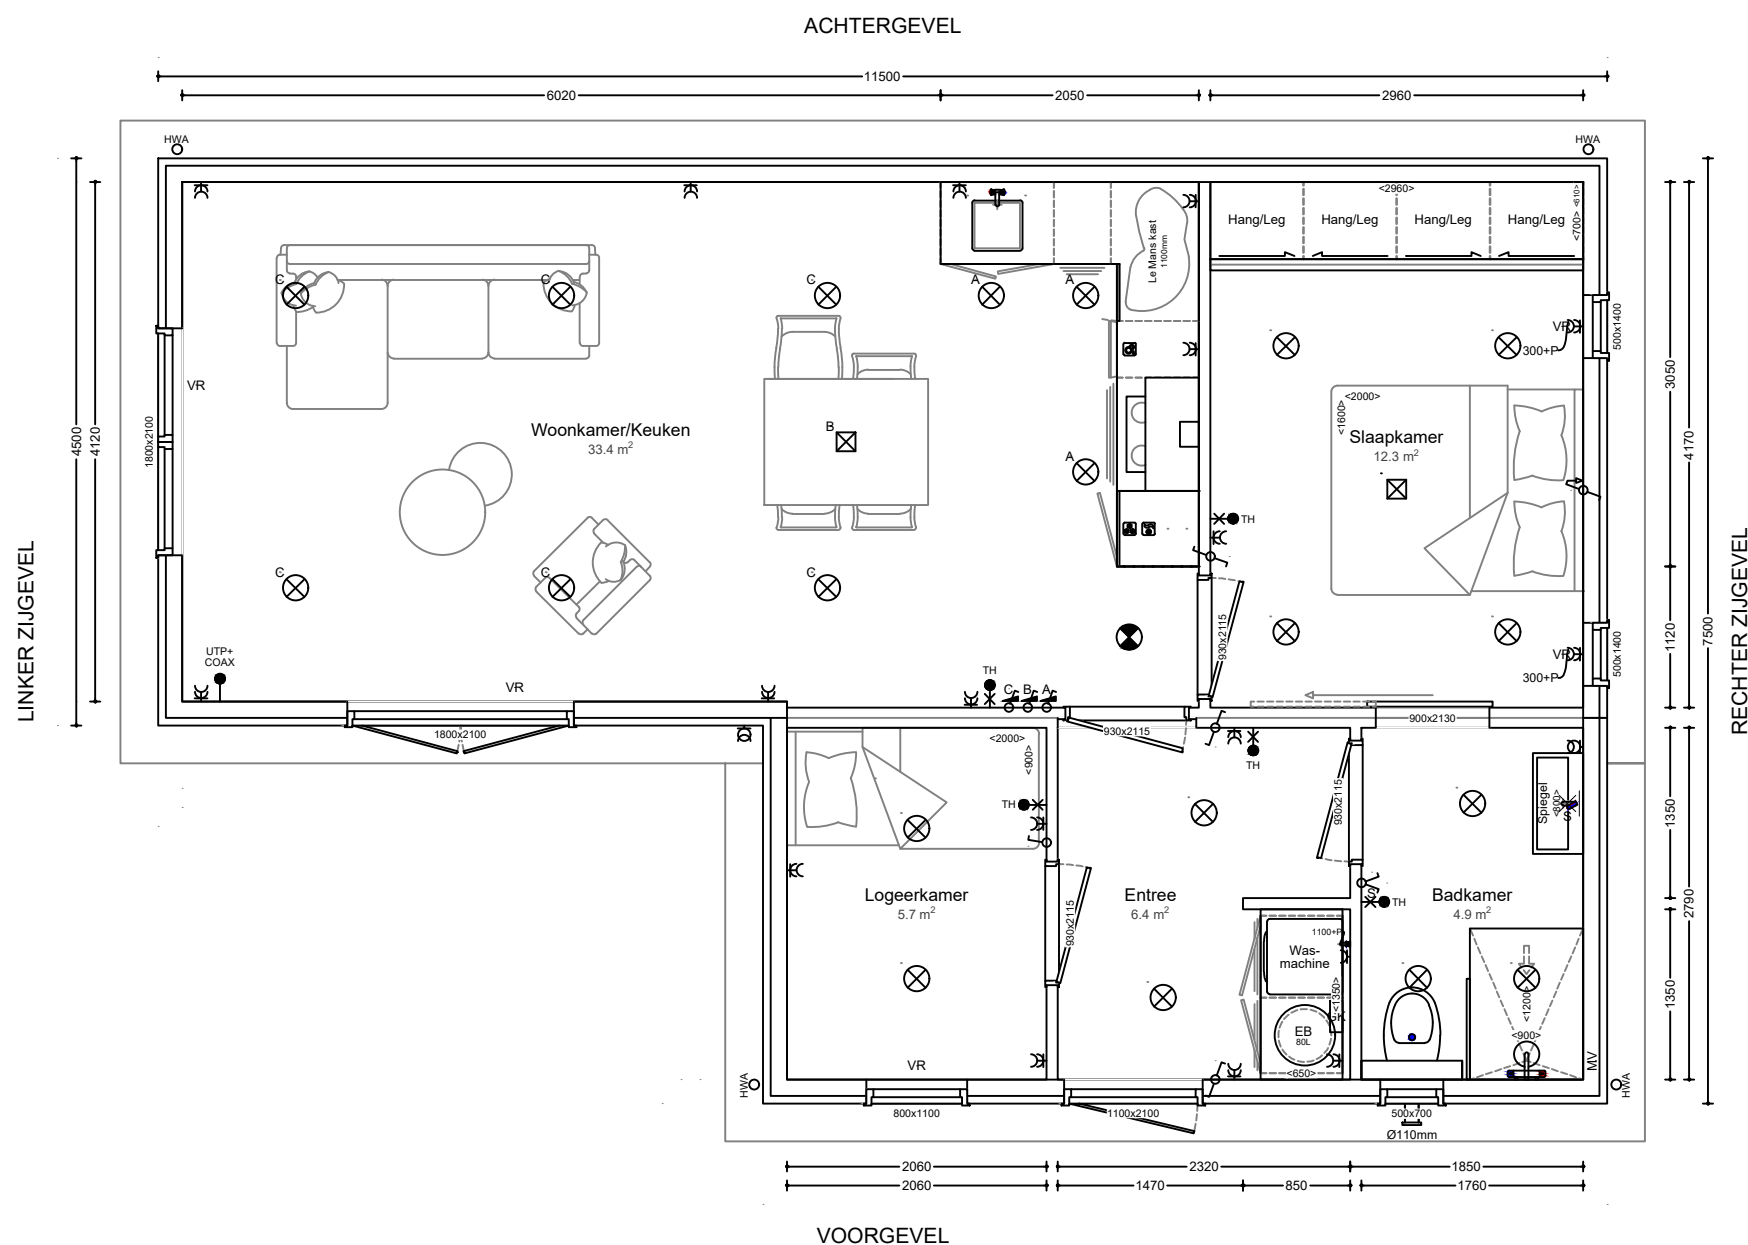 ACHTERGEVEL
11500
6020
2050
2960
HWA
HWA
<2960>
Hang/Leg
Hang/Leg
Hang/Leg
Hang/Leg
<700>
<610>
Le Mans kast
1100mm
C
C
C
A
A
VR
300+P
500x1400
VR
1800x2100
4500
4120
Woonkamer/Keuken
33.4 m²
B
A
<2000>
<1600>
Slaapkamer
12.3 m²
3050
4170
TH
LINKER ZIJGEVEL
RECHTER ZIJGEVEL
C
C
C
930x2115
1120
7500
UTP+
COAX
VR
TH
C
B
A
VR
300+P
500x1400
1800x2100
930x2115
900x2130
<2000>
<900>
TH
TH
930x2115
Spiegel
<800>
S
1350
2790
Logeerkamer
5.7 m²
Entree
6.4 m²
S
TH
Badkamer
4.9 m²
930x2115
1100+P
Was-
machine
<1350>
GK
EB
80L
<650>
<1200>
<900>
1350
VR
MV
HWA
HWA
800x1100
1100x2100
500x700
Ø110mm
2060
2320
1850
2060
1470
850
1760
VOORGEVEL